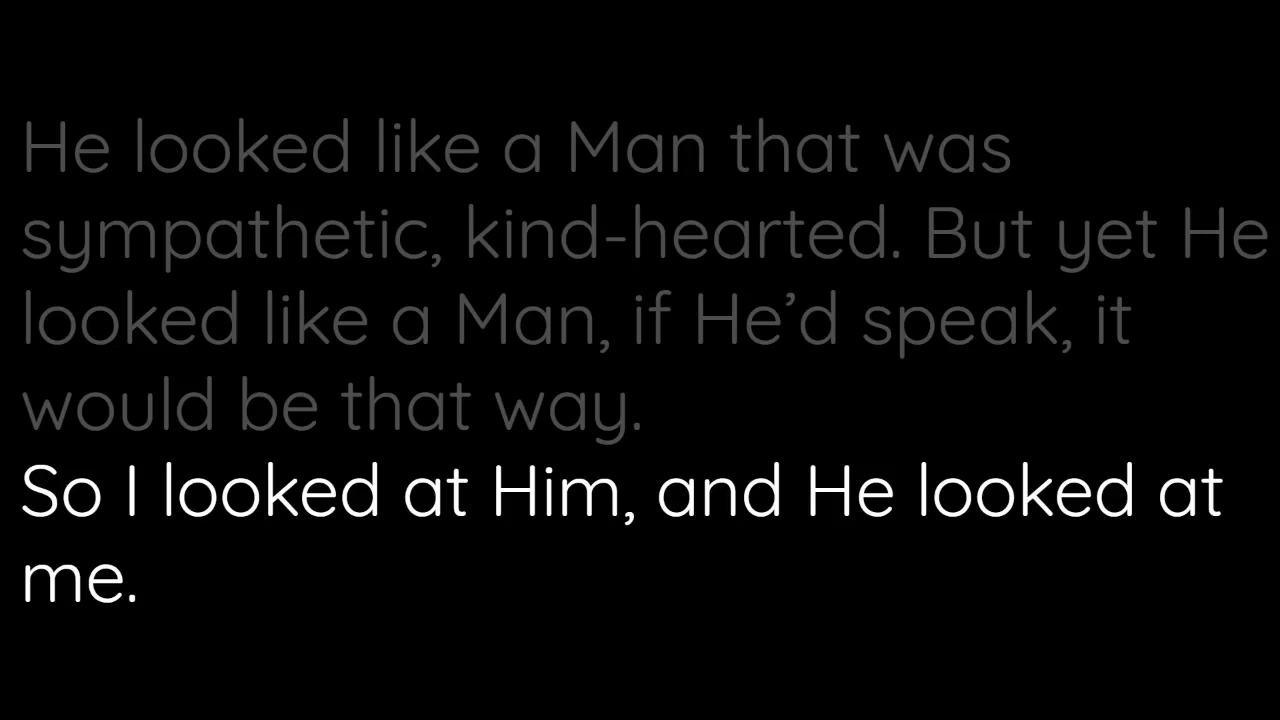 He looked like a Man that was
sympathetic, kind-hearted. But yet He
looked like a Man, if He’d speak, it
would be that way.
So I looked at Him, and He looked at
me.